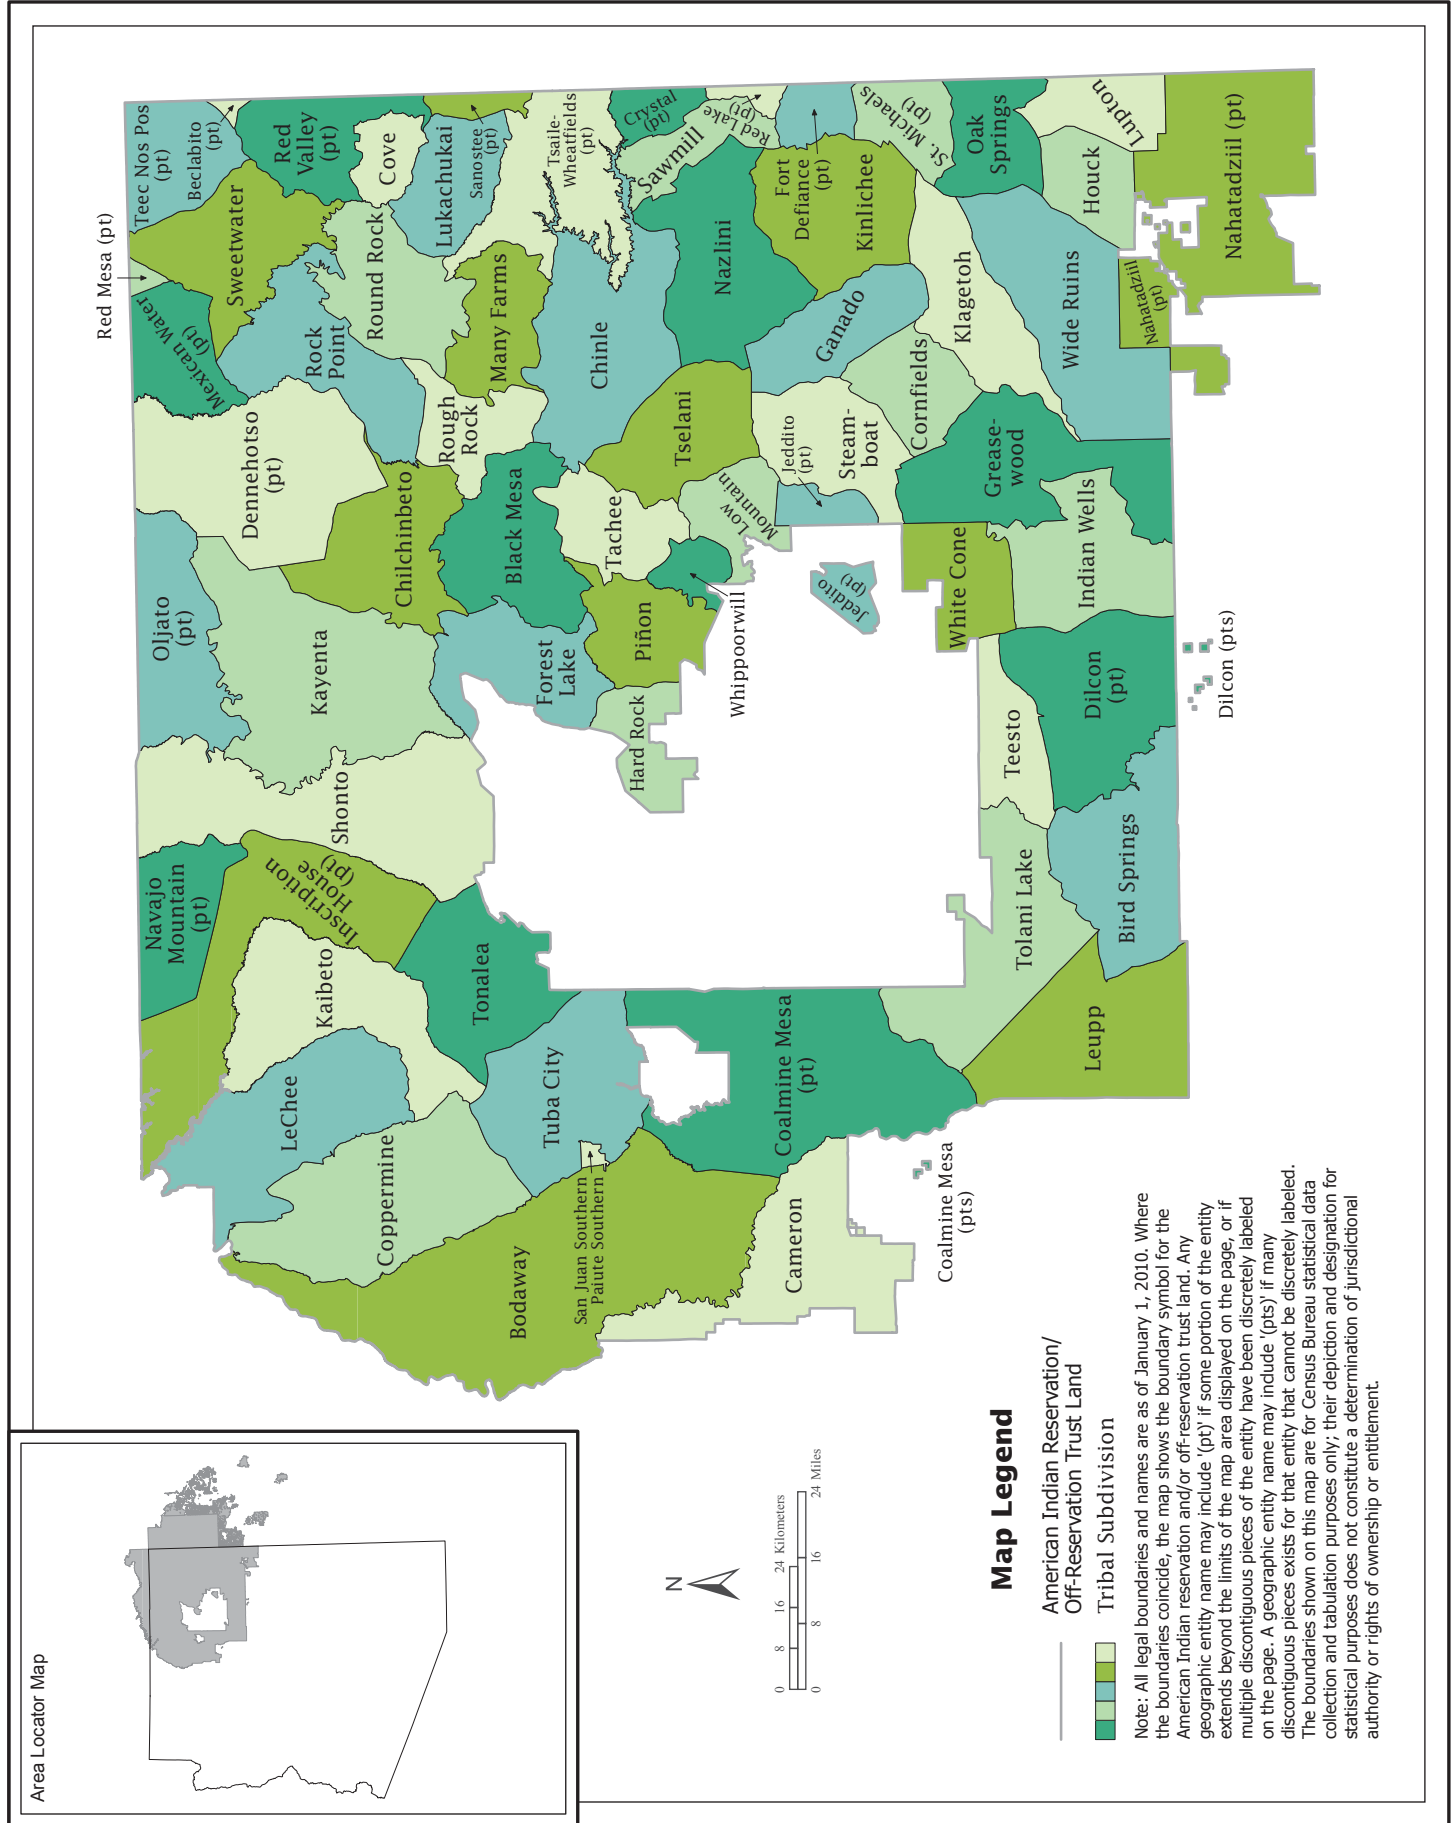 Area Locator Map
Red Mesa (pt)
Teec Nos Pos
(pt)
Beclabito
(pt)
Red
Valley
(pt)
Cove
Lukachukai
Sanostee
(pt)
Tsaile-
Wheatfields
(pt)
Crystal
(pt)
Sawmill
Red Lake
(pt)
Fort
Defiance
(pt)
St. Michaels
(pt)
Oak
Springs
Lupton
Houck
Nahatadziil (pt)
Nahatadziil
(pt)
Mexican Water
(pt)
Sweetwater
Rock
Point
Round Rock
Many Farms
Chinle
Nazlini
Kinlichee
Ganado
Klagetoh
Wide Ruins
Cornfields
Dennehotso
(pt)
Rough
Rock
Tselani
Jeddito
(pt)
Steam-
boat
Grease-
wood
Chilchinbeto
Black Mesa
Tachee
Low
Mountain
Indian Wells
White Cone
Jeddito
(pt)
Oljato
(pt)
Kayenta
Forest
Lake
Piñon
Whippoorwill
Hard Rock
Dilcon
(pt)
Dilcon (pts)
Teesto
Shonto
Navajo
Mountain
(pt)
Inscription
House
(pt)
Kaibeto
Tonalea
Tolani Lake
Bird Springs
LeChee
Tuba City
Coalmine Mesa
(pt)
Leupp
Coppermine
San Juan Southern
Paiute Southern
Bodaway
Cameron
Coalmine Mesa
(pts)
N
0 8 16 24 Kilometers
0 8 16 24 Miles
Map Legend
American Indian Reservation/
Off-Reservation Trust Land
Tribal Subdivision
Note: All legal boundaries and names are as of January 1, 2010. Where
the boundaries coincide, the map shows the boundary symbol for the
American Indian reservation and/or off-reservation trust land. Any
geographic entity name may include '(pt)' if some portion of the entity
extends beyond the limits of the map area displayed on the page, or if
multiple discontiguous pieces of the entity have been discretely labeled
on the page. A geographic entity name may include '(pts)' if many
discontiguous pieces exists for that entity that cannot be discretely labeled.
The boundaries shown on this map are for Census Bureau statistical data
collection and tabulation purposes only; their depiction and designation for
statistical purposes does not constitute a determination of jurisdictional
authority or rights of ownership or entitlement.